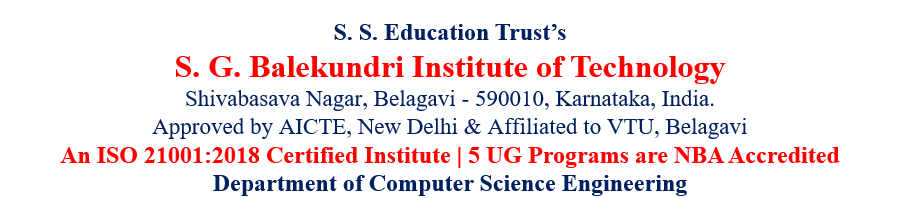 S. S. Education Trust’s
S. G. Balekundri Institute of Technology
Shivabasava Nagar, Belagavi - 590010, Karnataka, India.
Approved by AICTE, New Delhi & Affiliated to VTU, Belagavi
An ISO 21001:2018 Certified Institute | 5 UG Programs are NBA Accredited
Department of Computer Science Engineering